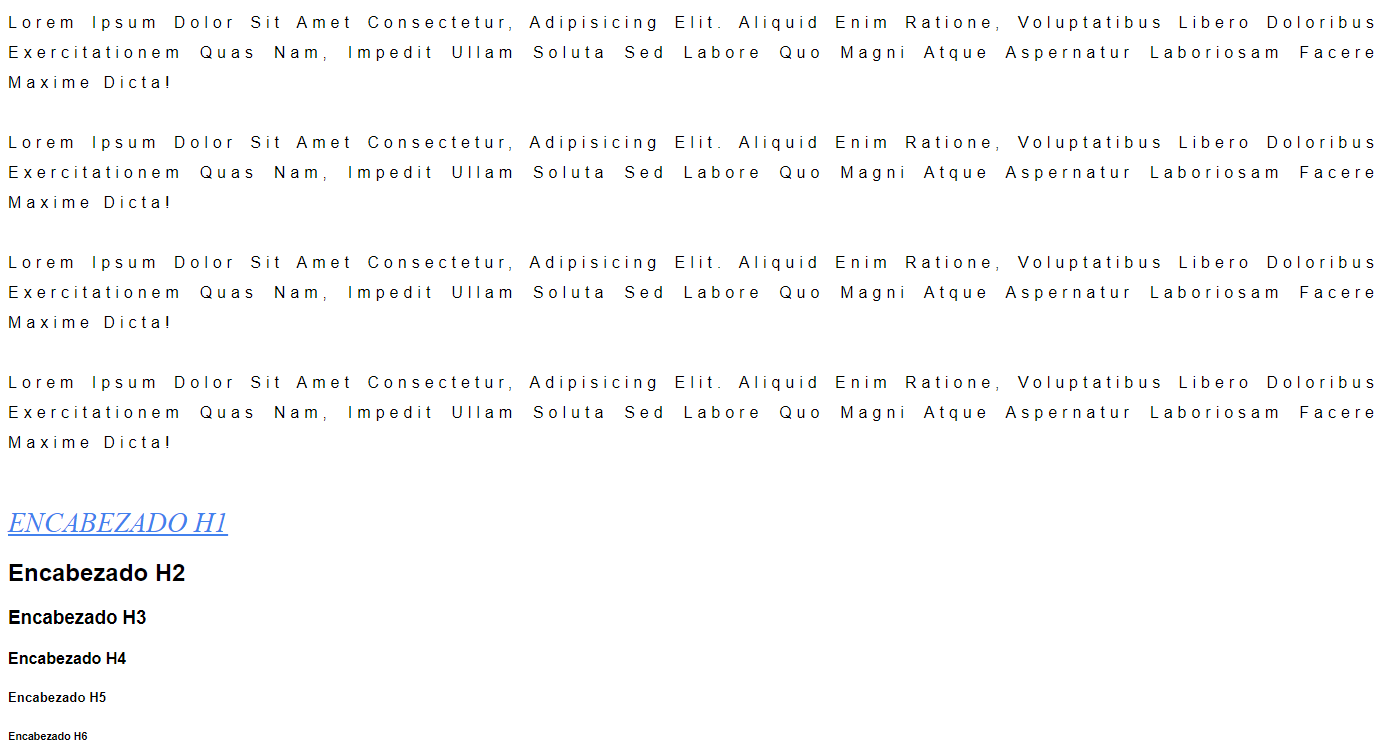 Lorem Ipsum Dolor Sit Amet Consectetur, Adipisicing Elit. Aliquid Enim Ratione, Voluptatibus Libero Doloribus
Exercitationem Quas Nam, Impedit Ullam Soluta Sed Labore Quo Magni Atque Aspernatur Laboriosam Facere
Maxime Dicta!
Lorem Ipsum Dolor Sit Amet Consectetur, Adipisicing Elit. Aliquid Enim Ratione, Voluptatibus Libero Doloribus
Exercitationem Quas Nam, Impedit Ullam Soluta Sed Labore Quo Magni Atque Aspernatur Laboriosam Facere
Maxime Dicta!
Lorem Ipsum Dolor Sit Amet Consectetur, Adipisicing Elit. Aliquid Enim Ratione, Voluptatibus Libero Doloribus
Exercitationem Quas Nam, Impedit Ullam Soluta Sed Labore Quo Magni Atque Aspernatur Laboriosam Facere
Maxime Dicta!
Lorem Ipsum Dolor Sit Amet Consectetur, Adipisicing Elit. Aliquid Enim Ratione, Voluptatibus Libero Doloribus
Exercitationem Quas Nam, Impedit Ullam Soluta Sed Labore Quo Magni Atque Aspernatur Laboriosam Facere
Maxime Dicta!
ENCABEZADO H1
Encabezado H2
Encabezado H3
Encabezado H4
Encabezado H5
Encabezado H6